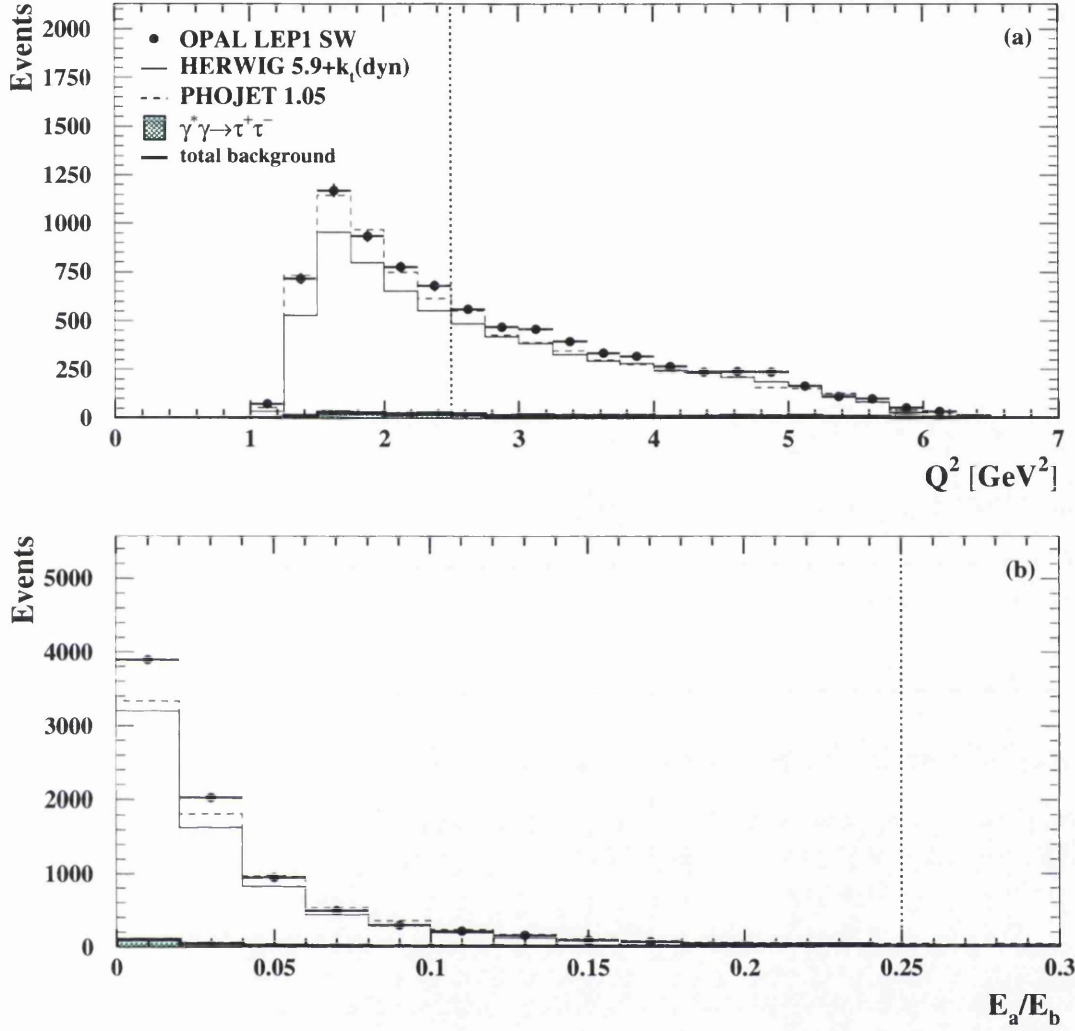 Events
2000
1750
1500
1250
1000
750
500
250
0
(a)
OPAL LEP1 SW
HERWIG 5.9+k_t(dyn)
PHOJET 1.05
γ*γ→τ⁺τ⁻
total background
0 1 2 3 4 5 6 7
Q² [GeV²]
Events
5000
4000
3000
2000
1000
0
(b)
0 0.05 0.1 0.15 0.2 0.25 0.3
E_a/E_b